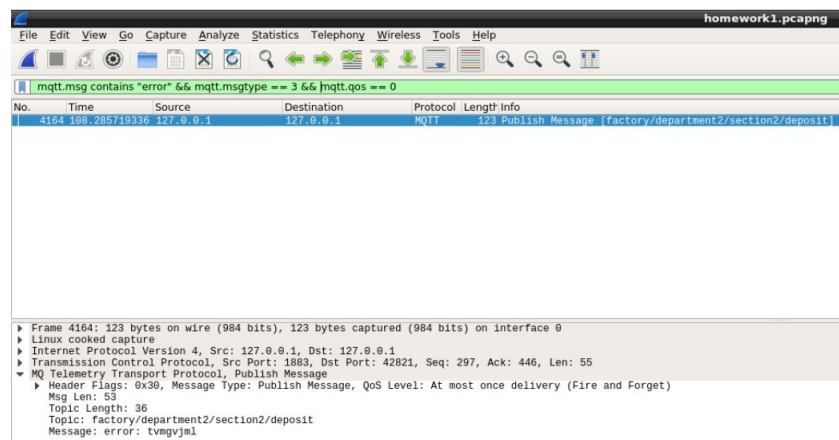 homework1.pcapng
File Edit View Go Capture Analyze Statistics Telephony Wireless Tools Help
mqtt.msg contains "error" && mqtt.msgtype == 3 && mqtt.qos == 0
No. Time Source Destination Protocol Length Info
4164 108.285719336 127.0.0.1 127.0.0.1 MQTT 123 Publish Message [factory/department2/section2/deposit]
Frame 4164: 123 bytes on wire (984 bits), 123 bytes captured (984 bits) on interface 0
Linux cooked capture
Internet Protocol Version 4, Src: 127.0.0.1, Dst: 127.0.0.1
Transmission Control Protocol, Src Port: 1883, Dst Port: 42821, Seq: 297, Ack: 446, Len: 55
MQ Telemetry Transport Protocol, Publish Message
Header Flags: 0x30, Message Type: Publish Message, QoS Level: At most once delivery (Fire and Forget)
Msg Len: 53
Topic Length: 36
Topic: factory/department2/section2/deposit
Message: error: tvmgvjml